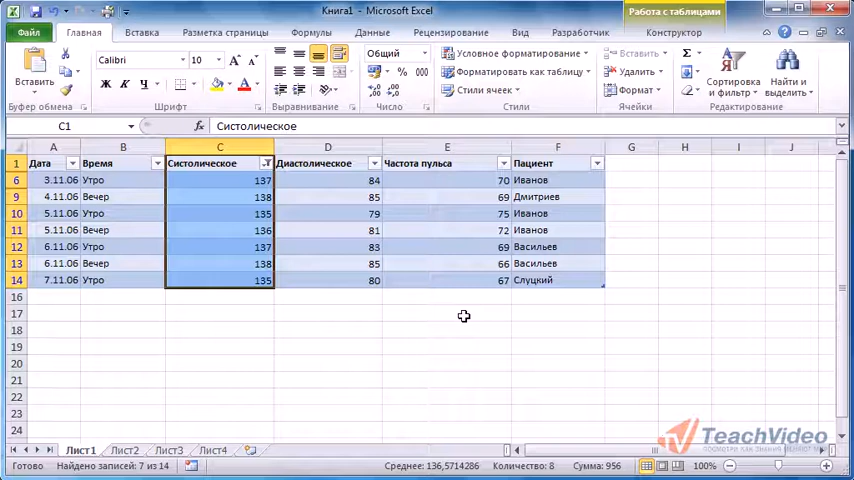 Книга1 - Microsoft Excel
Работа с таблицами
Файл Главная Вставка Разметка страницы Формулы Данные Рецензирование Вид Разработчик Конструктор
Вставить
Calibri 10
Ж К Ч
Общий
% 000
Условное форматирование
Форматировать как таблицу
Стили ячеек
Вставить
Удалить
Формат
Σ
Сортировка и фильтр
Найти и выделить
Буфер обмена Шрифт Выравнивание Число Стили Ячейки Редактирование
C1 fx Систолическое
A B C D E F G H I J
1 Дата Время Систолическое Диастолическое Частота пульса Пациент
6 3.11.06 Утро 137 84 70 Иванов
9 4.11.06 Вечер 138 85 69 Дмитриев
10 5.11.06 Утро 135 79 75 Иванов
11 5.11.06 Вечер 136 81 72 Иванов
12 6.11.06 Утро 137 83 69 Васильев
13 6.11.06 Вечер 138 85 66 Васильев
14 7.11.06 Утро 135 80 67 Слуцкий
16
17
18
19
20
21
22
23
24
TeachVideo
ПОСМОТРИ КАК ЗНАНИЯ МЕНЯЮТ МИР
Лист1 Лист2 Лист3 Лист4
Готово Найдено записей: 7 из 14 Среднее: 136,5714286 Количество: 8 Сумма: 956 100%